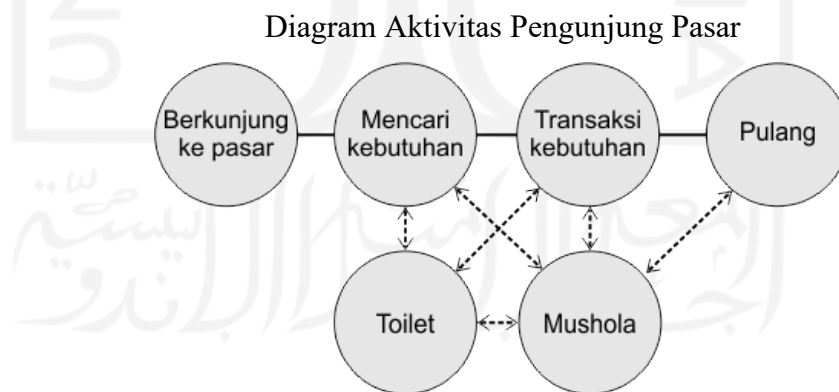 Diagram Aktivitas Pengunjung Pasar
Berkunjung
ke pasar
Mencari
kebutuhan
Transaksi
kebutuhan
Pulang
Toilet
Mushola